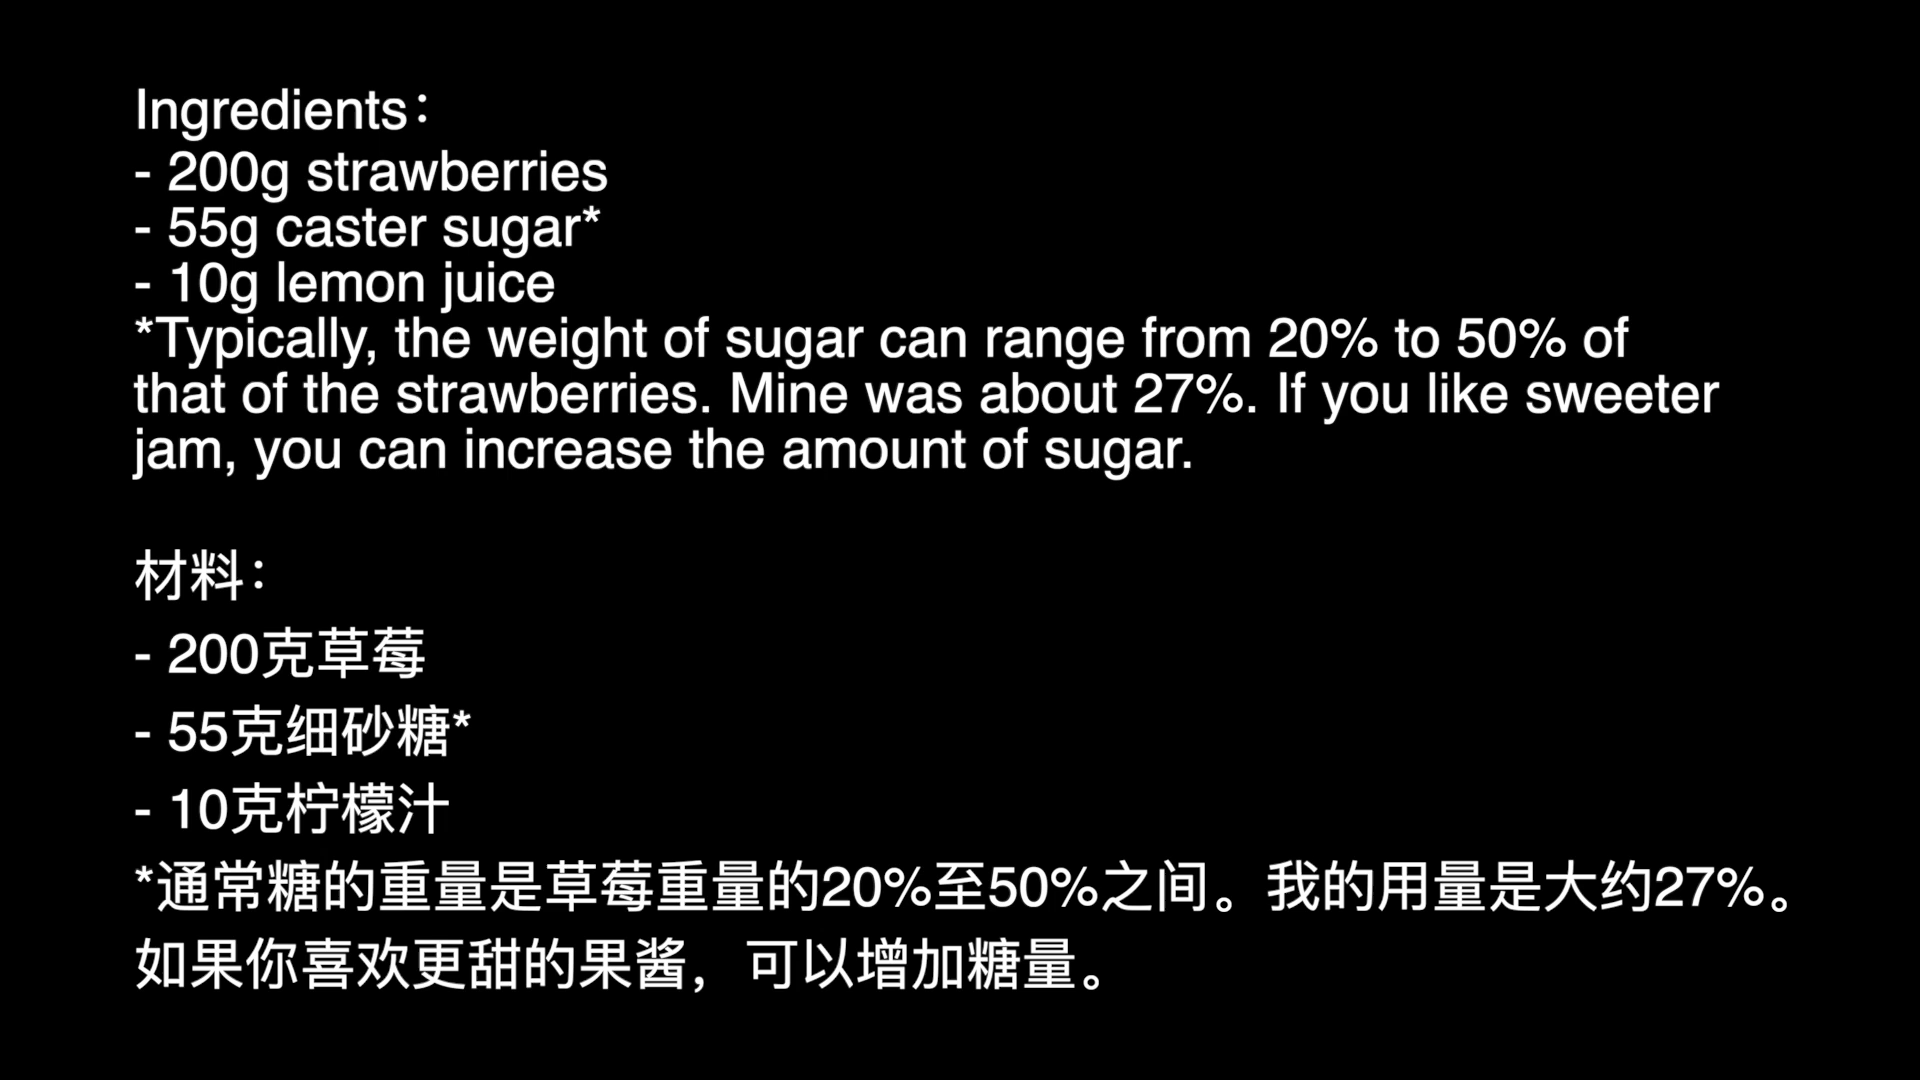 Ingredients：
- 200g strawberries
- 55g caster sugar*
- 10g lemon juice
*Typically, the weight of sugar can range from 20% to 50% of
that of the strawberries. Mine was about 27%. If you like sweeter
jam, you can increase the amount of sugar.
材料：
- 200克草莓
- 55克细砂糖*
- 10克柠檬汁
*通常糖的重量是草莓重量的20%至50%之间。我的用量是大约27%。
如果你喜欢更甜的果酱，可以增加糖量。